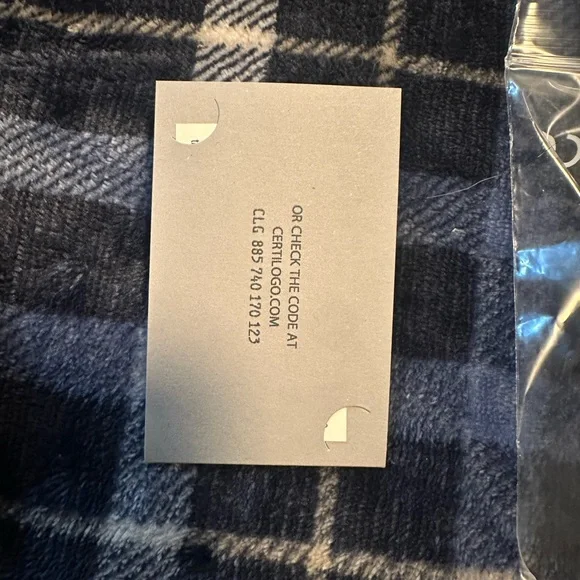 OR CHECK THE CODE AT
CERTILOGO.COM
CLG 885 740 170 123